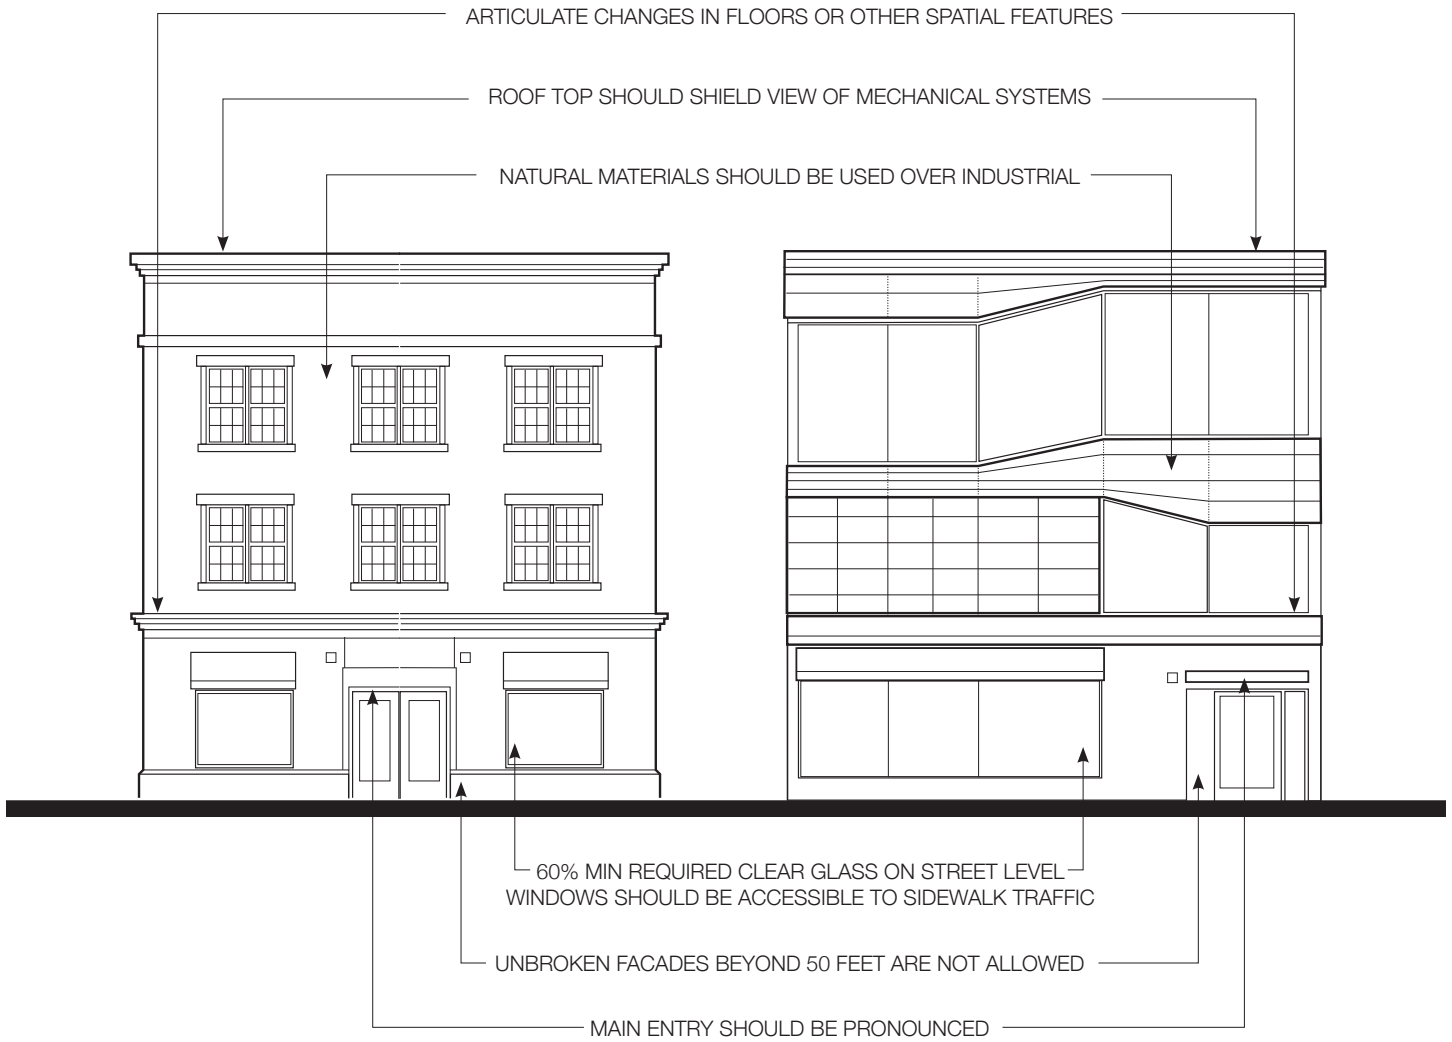 ARTICULATE CHANGES IN FLOORS OR OTHER SPATIAL FEATURES
ROOF TOP SHOULD SHIELD VIEW OF MECHANICAL SYSTEMS
NATURAL MATERIALS SHOULD BE USED OVER INDUSTRIAL
60% MIN REQUIRED CLEAR GLASS ON STREET LEVEL
WINDOWS SHOULD BE ACCESSIBLE TO SIDEWALK TRAFFIC
UNBROKEN FACADES BEYOND 50 FEET ARE NOT ALLOWED
MAIN ENTRY SHOULD BE PRONOUNCED